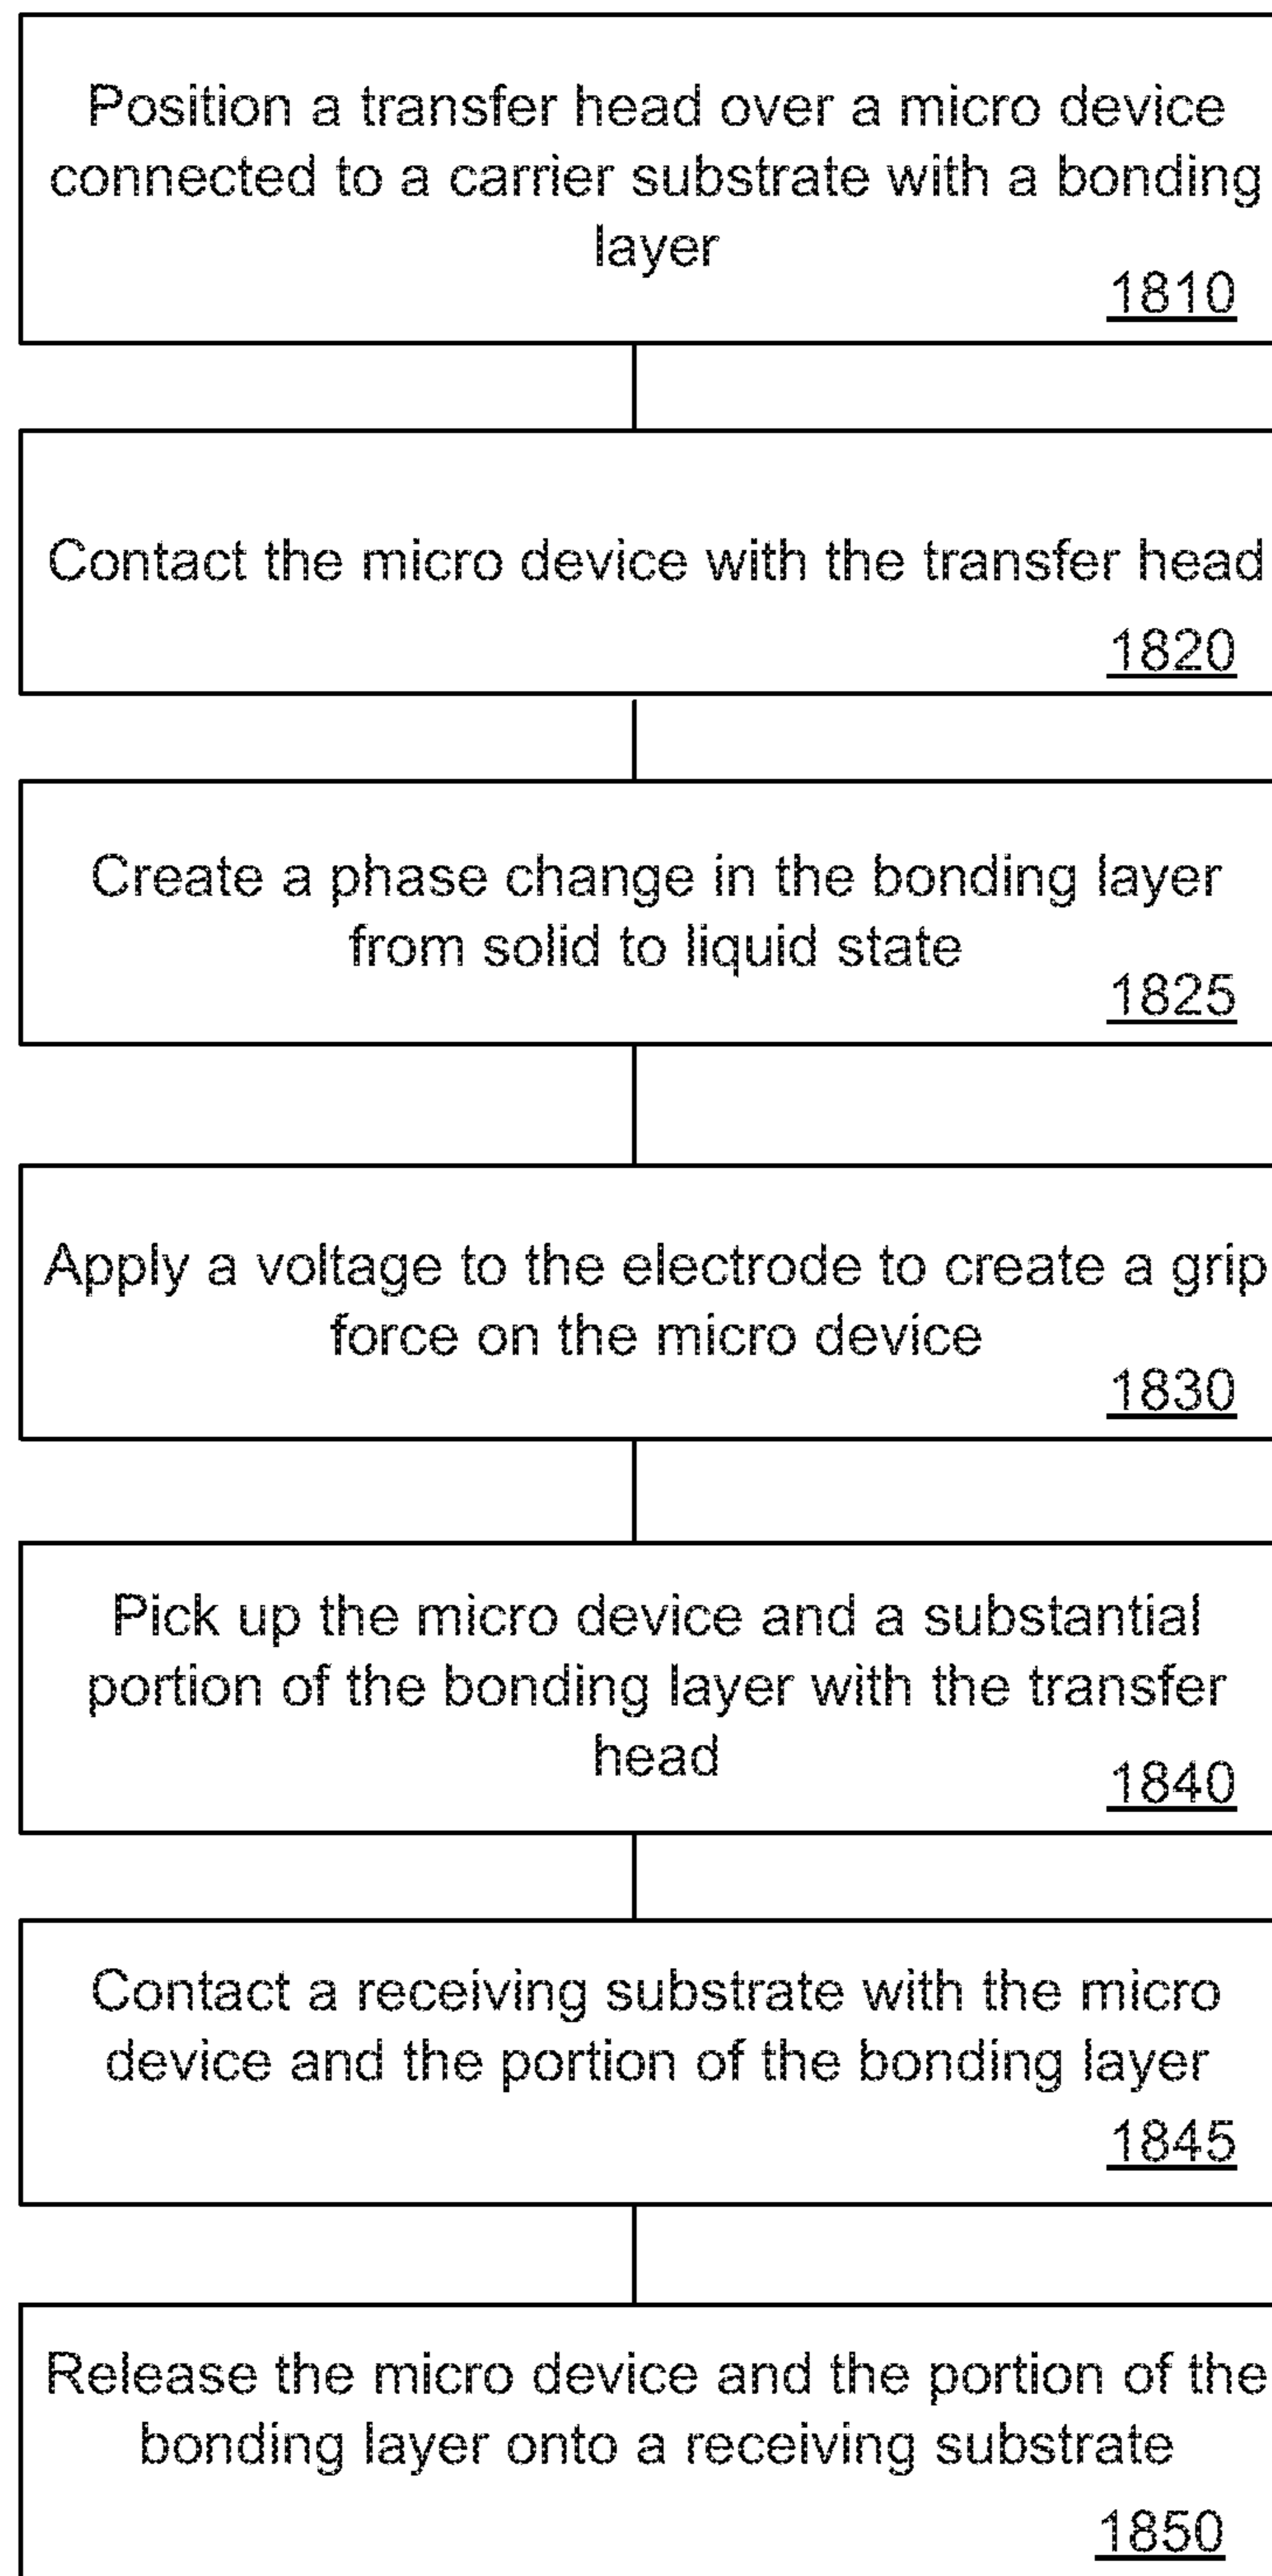 Position a transfer head over a micro device
connected to a carrier substrate with a bonding
layer
1810
Contact the micro device with the transfer head
1820
Create a phase change in the bonding layer
from solid to liquid state
1825
Apply a voltage to the electrode to create a grip
force on the micro device
1830
Pick up the micro device and a substantial
portion of the bonding layer with the transfer
head
1840
Contact a receiving substrate with the micro
device and the portion of the bonding layer
1845
Release the micro device and the portion of the
bonding layer onto a receiving substrate
1850